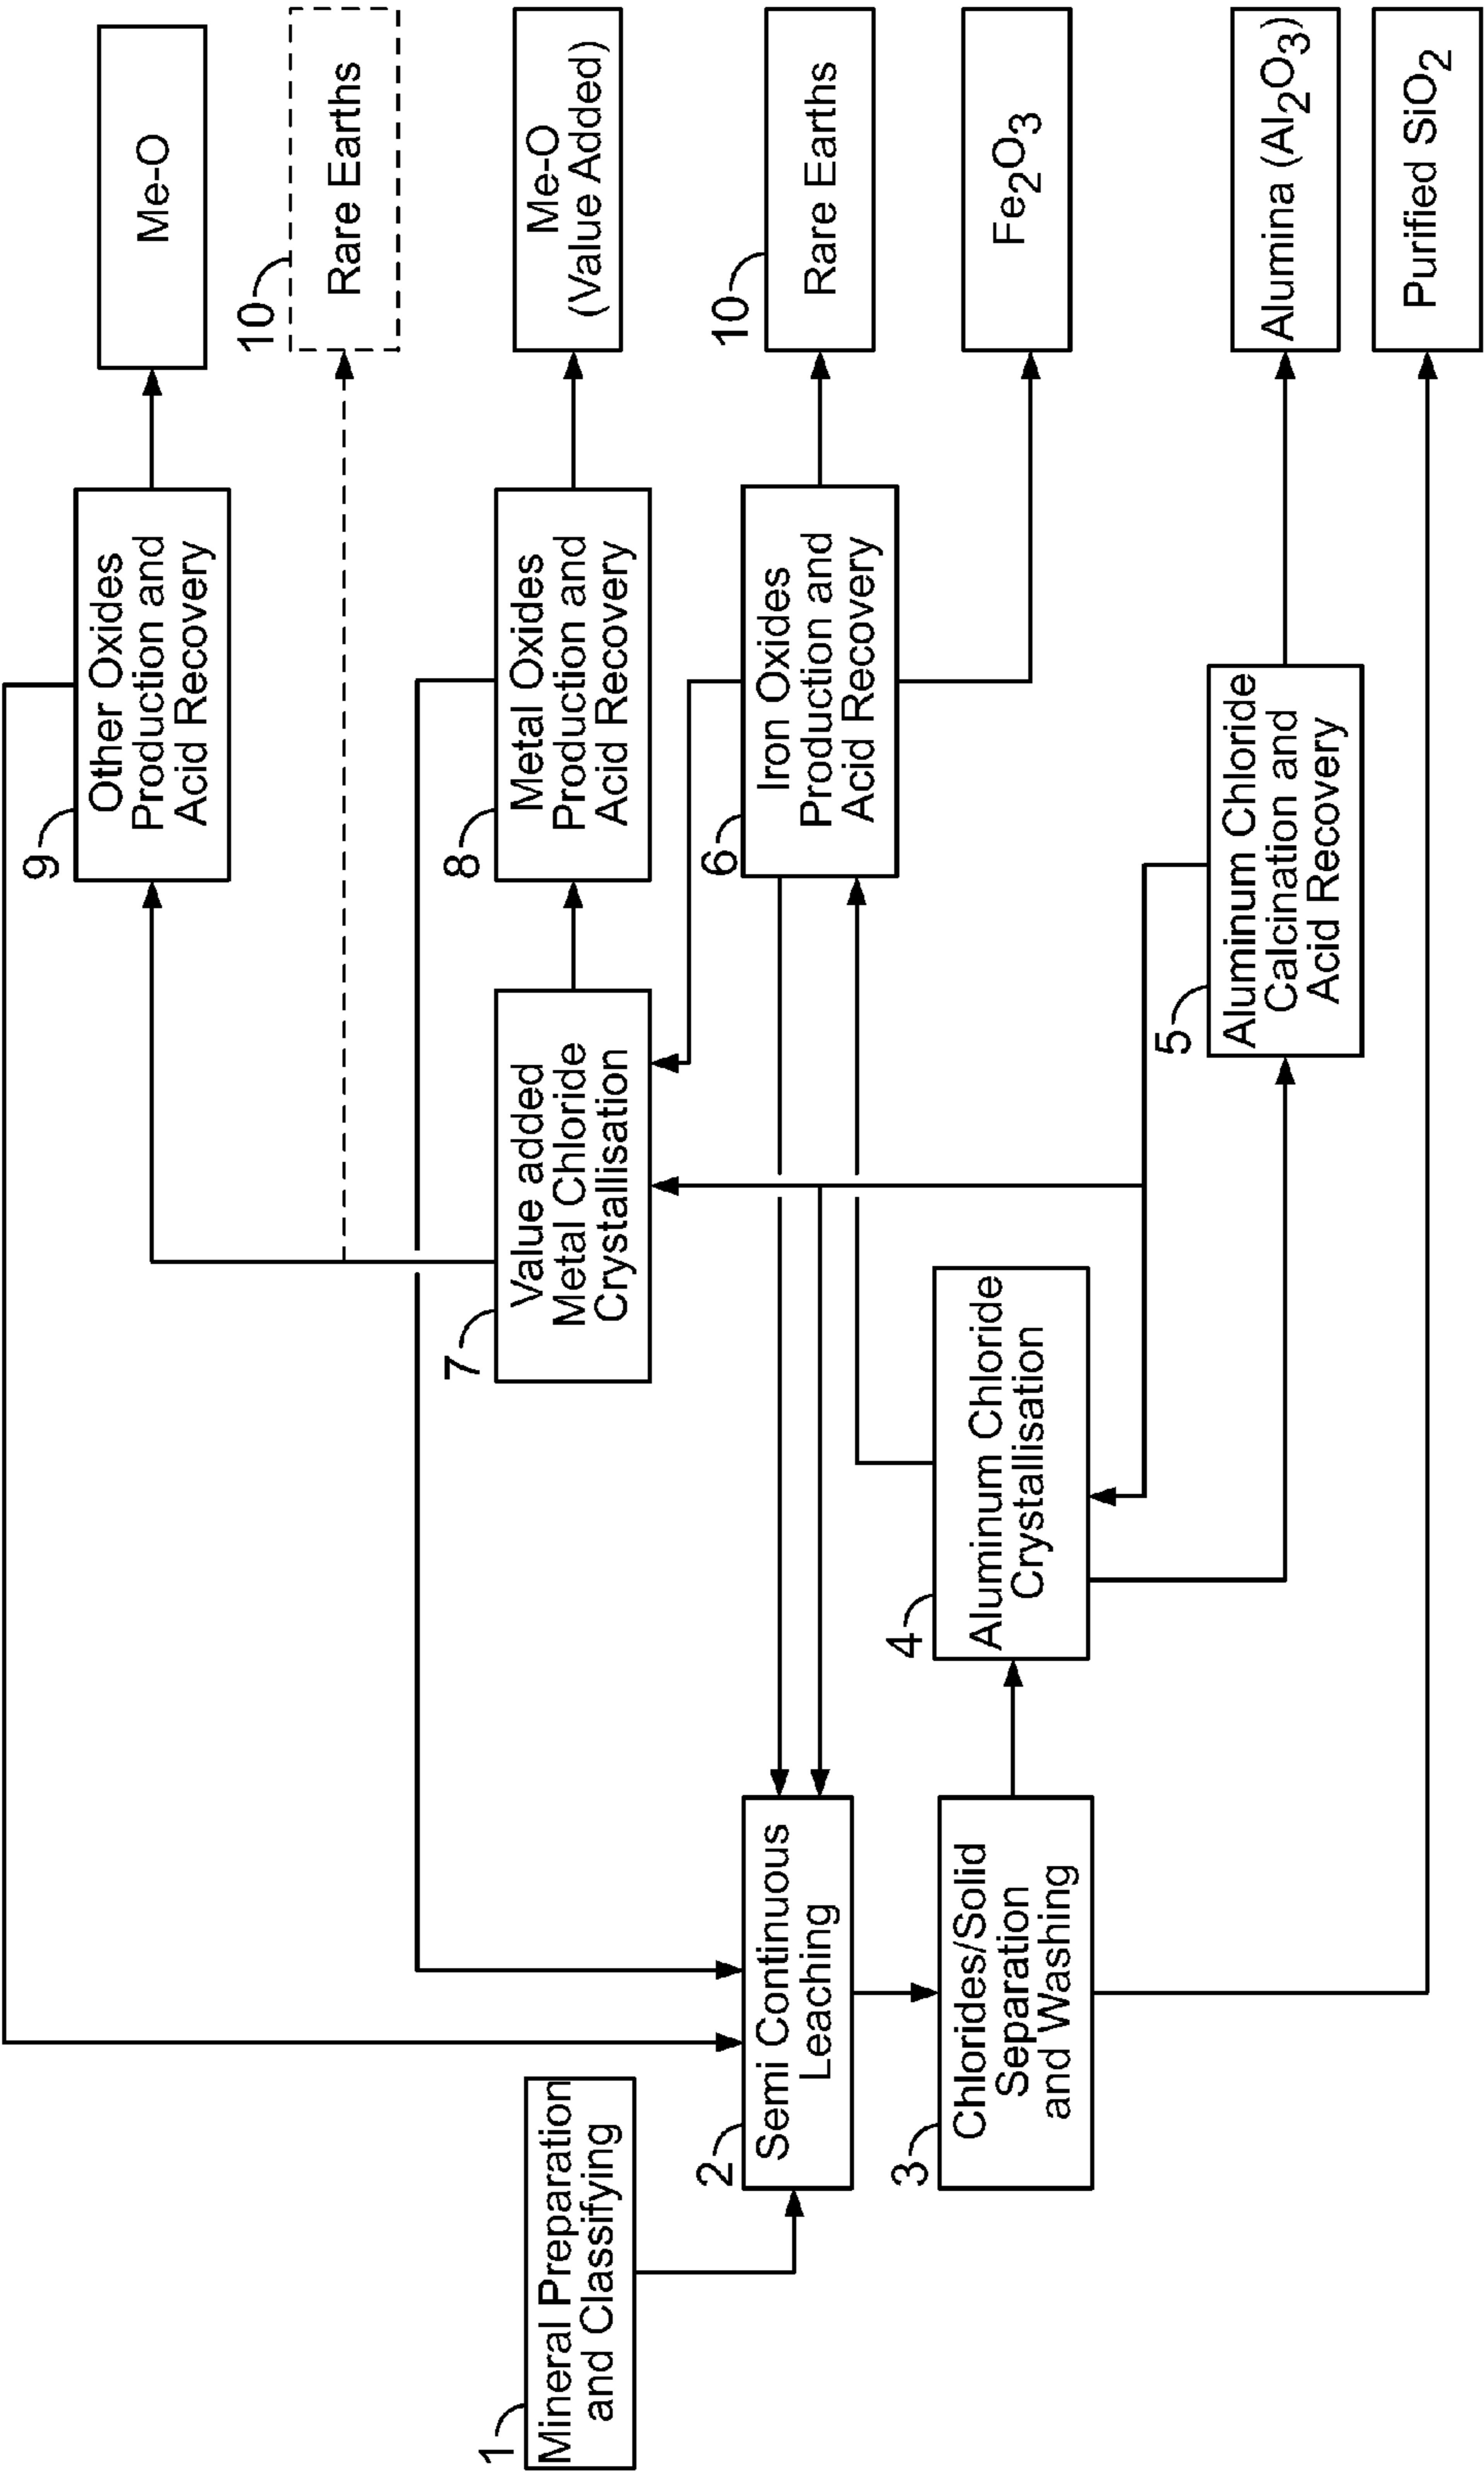 1
Mineral Preparation
and Classifying
2
Semi Continuous
Leaching
3
Chlorides/Solid
Separation
and Washing
4
Aluminum Chloride
Crystallisation
5
Aluminum Chloride
Calcination and
Acid Recovery
6
Iron Oxides
Production and
Acid Recovery
7
Value added
Metal Chloride
Crystallisation
8
Metal Oxides
Production and
Acid Recovery
9
Other Oxides
Production and
Acid Recovery
Me-O
10
Rare Earths
Me-O
(Value Added)
10
Rare Earths
Fe2O3
Alumina (Al2O3)
Purified SiO2